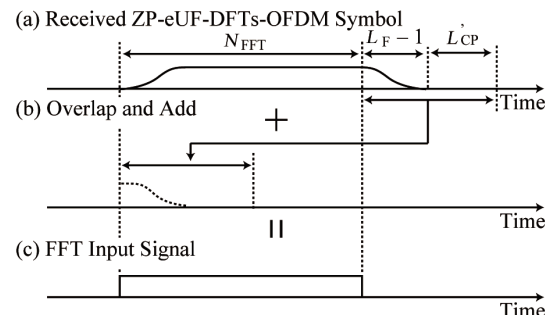 (a) Received ZP-eUF-DFTs-OFDM Symbol
N_FFT
L_F − 1
L'_CP
Time
(b) Overlap and Add
+
Time
=
(c) FFT Input Signal
Time